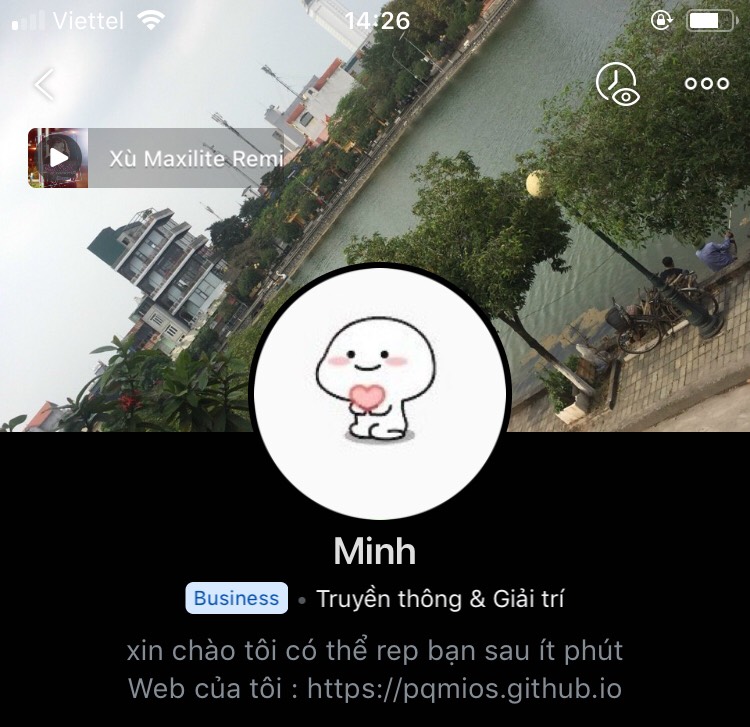 Viettel 14:26
Xù Maxilite Remi
Minh
Business • Truyền thông & Giải trí
xin chào tôi có thể rep bạn sau ít phút
Web của tôi : https://pqmios.github.io